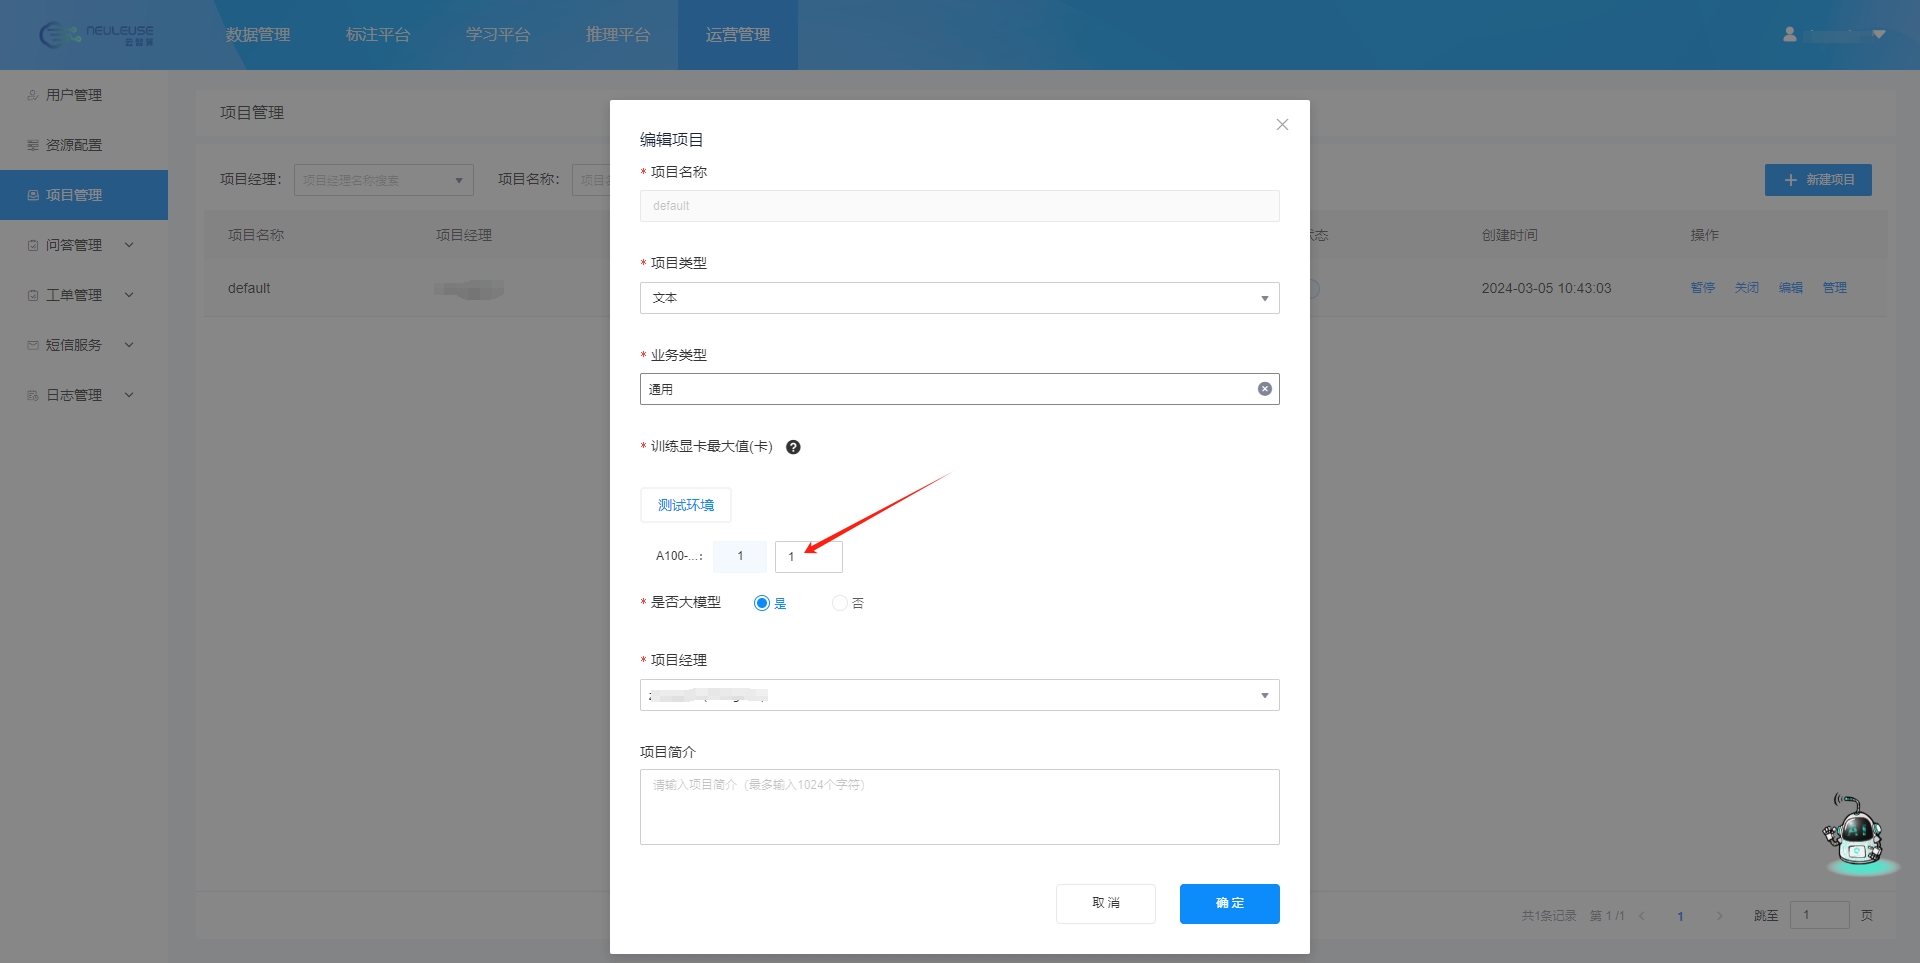 NEULEUSE
数据管理
标注平台
学习平台
推理平台
运营管理
用户管理
资源配置
项目管理
问答管理
工单管理
短信服务
日志管理
项目管理
项目经理：
项目经理名称搜索
项目名称：
新建项目
项目名称
项目经理
创建时间
操作
default
2024-03-05 10:43:03
暂停
关闭
编辑
管理
编辑项目
* 项目名称
default
* 项目类型
文本
* 业务类型
通用
* 训练显卡最大值(卡) ?
测试环境
A100-...: 1 1
* 是否大模型 是 否
* 项目经理
项目简介
请输入项目简介（最多输入1024个字符）
取 消
确 定
AI
共1条记录 第 1 /1 < 1 > 跳至 1 页